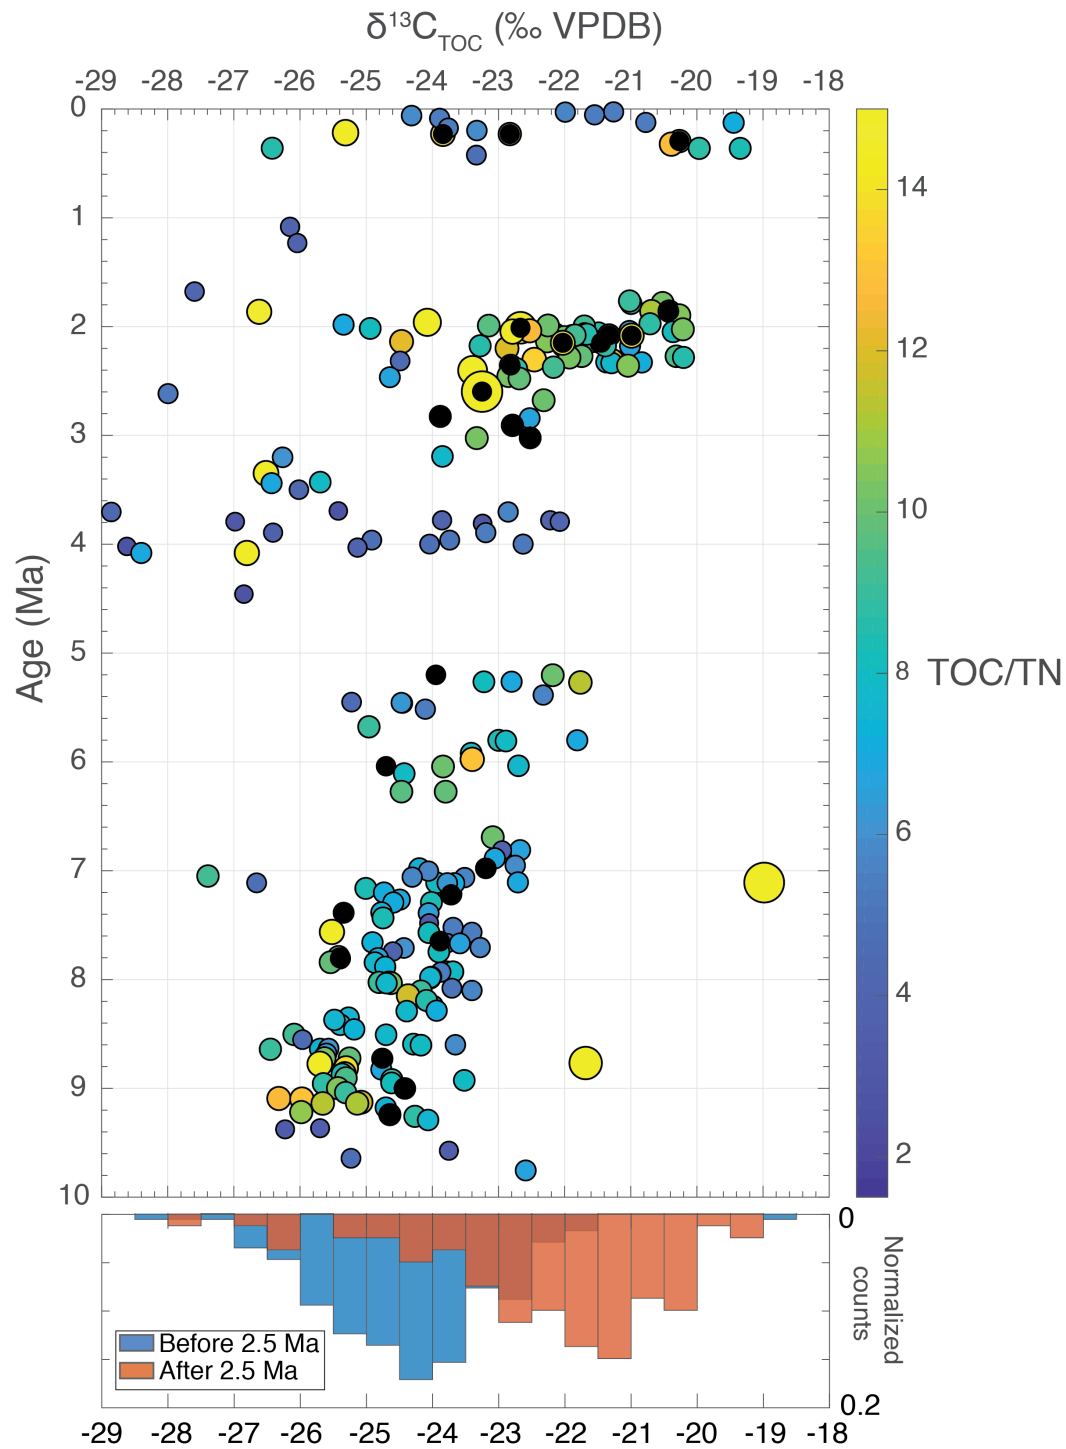 δ¹³C_TOC (‰ VPDB)
-29 -28 -27 -26 -25 -24 -23 -22 -21 -20 -19 -18
0
1
2
3
4
5
6
7
8
9
10
Age (Ma)
14
12
10
8
6
4
2
TOC/TN
0
0.2
Normalized
counts
Before 2.5 Ma
After 2.5 Ma
-29 -28 -27 -26 -25 -24 -23 -22 -21 -20 -19 -18